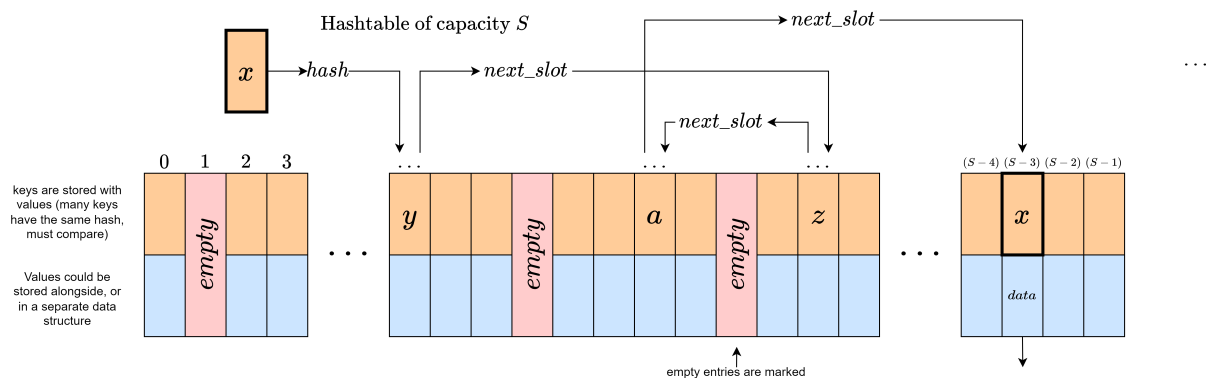 Hashtable of capacity S
next_slot
x
hash
next_slot
...
next_slot
0 1 2 3
...
...
...
(S − 4) (S − 3) (S − 2) (S − 1)
keys are stored with
values (many keys
have the same hash,
must compare)
empty
...
y
empty
a
empty
z
...
x
Values could be
stored alongside, or
in a separate data
structure
data
empty entries are marked